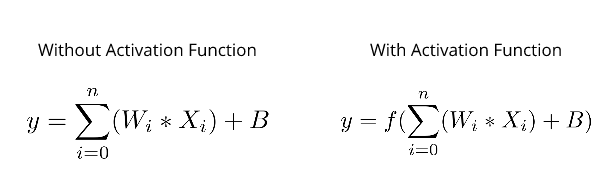 Without Activation Function
With Activation Function
y = \sum_{i=0}^{n} (W_i * X_i) + B
y = f(\sum_{i=0}^{n} (W_i * X_i) + B)